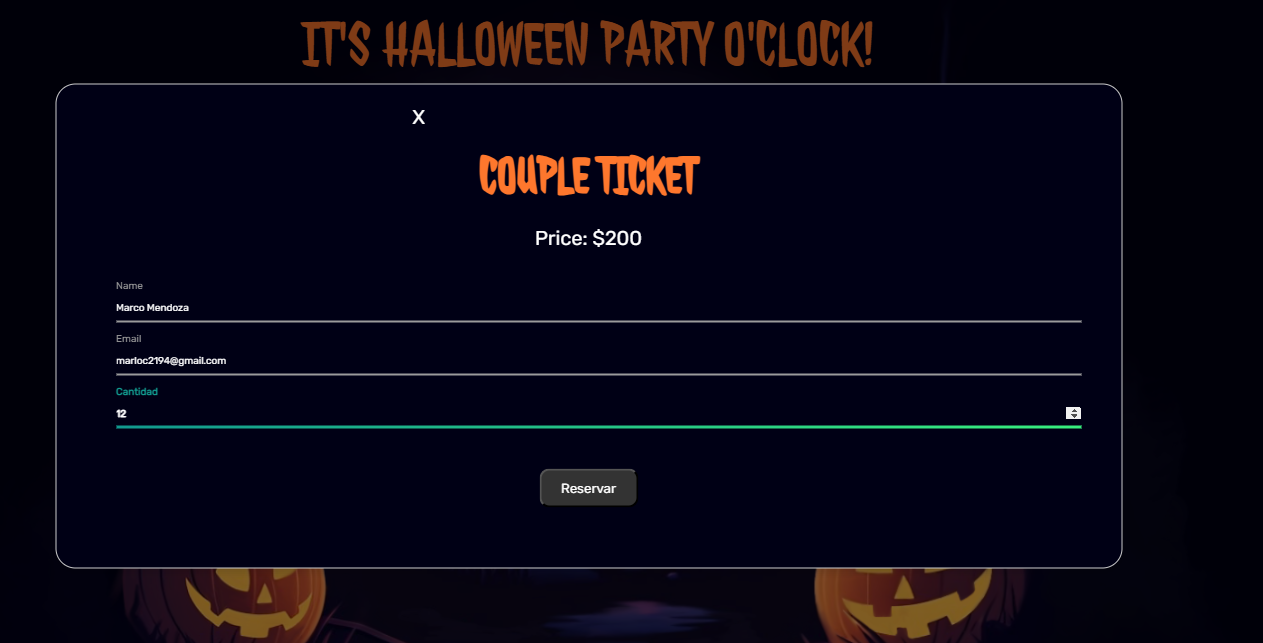 IT'S HALLOWEEN PARTY O'CLOCK!
X
COUPLE TICKET
Price: $200
Name
Marco Mendoza
Email
marloc2194@gmail.com
Cantidad
12
Reservar